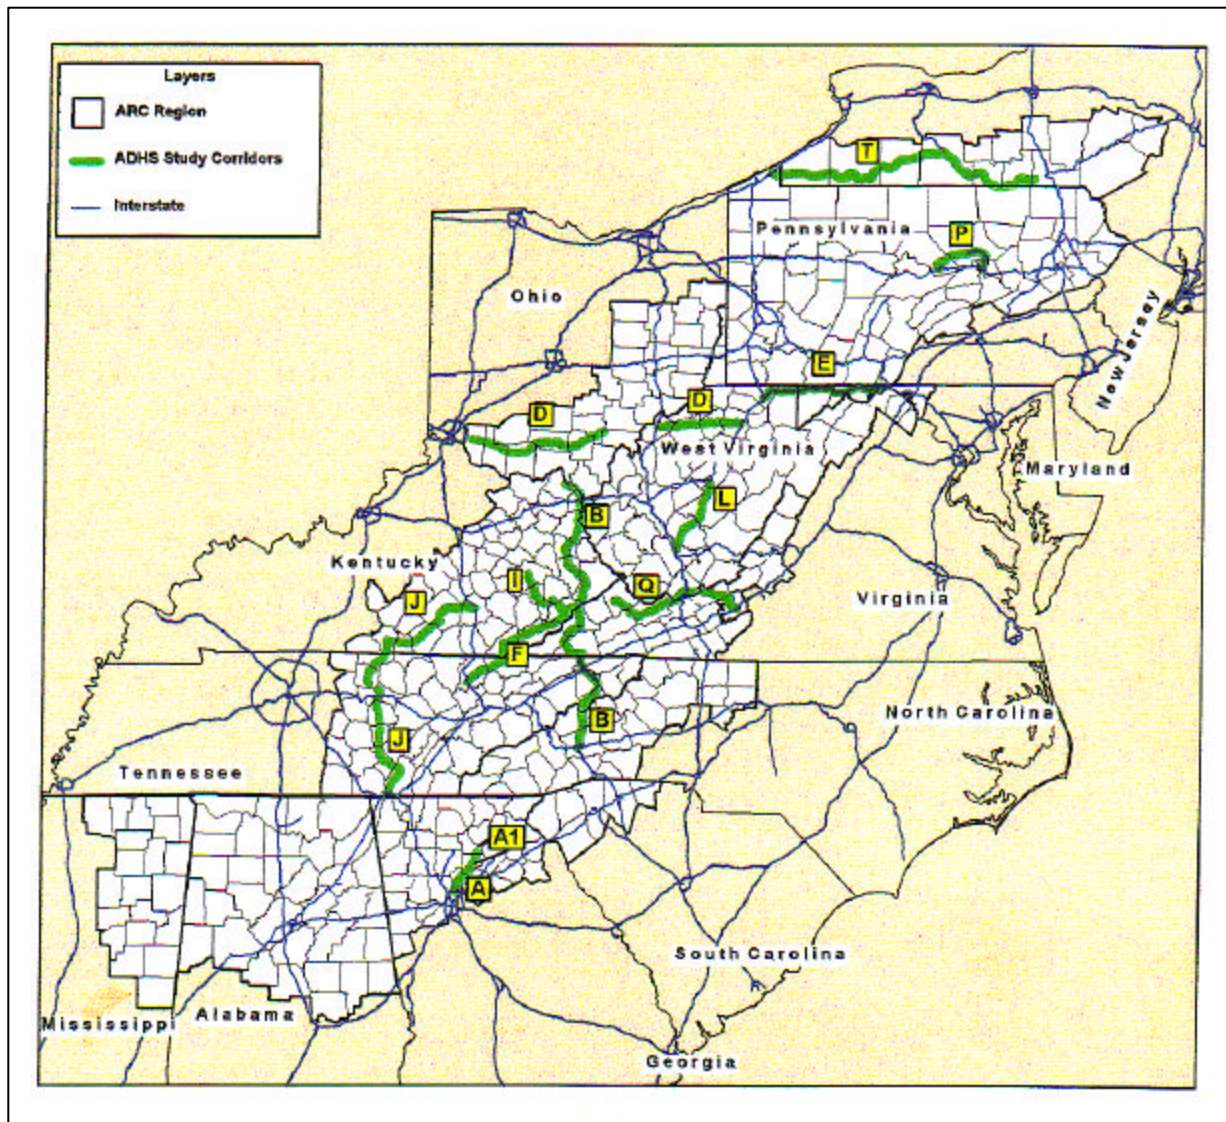 Layers
ARC Region
ADHS Study Corridors
Interstate
T
Pennsylvania
P
Ohio
New Jersey
E
D
D
West Virginia
Maryland
L
B
Kentucky
I
Q
J
Virginia
F
B
North Carolina
J
Tennessee
A1
A
South Carolina
Alabama
Mississippi
Georgia